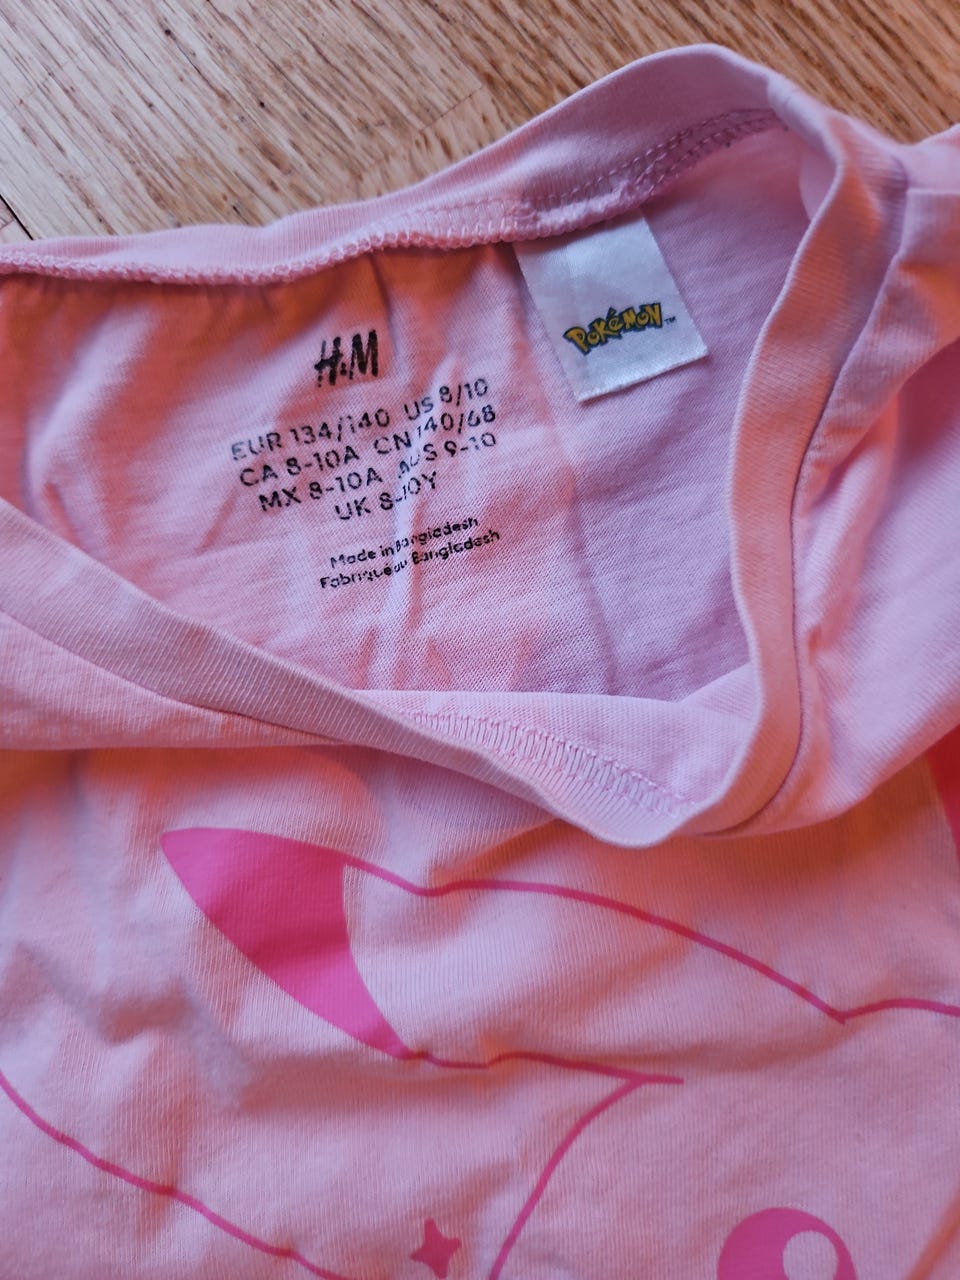 H&M
EUR 134/140 US 8/10
CA 8-10A CN 140/68
MX 8-10A AUS 9-10
UK 8-10Y
Made in Bangladesh
Fabriqué au Bangladesh
POKéMON™